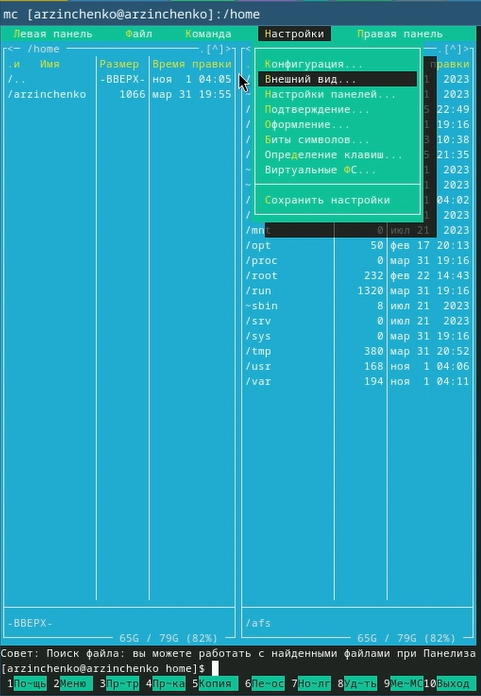 mc [arzinchenko@arzinchenko]:/home
Левая панель Файл Команда Настройки Правая панель
<─ /home .[^]>
.и Имя Размер Время правки
/.. -ВВЕРХ- ноя 1 04:05
/arzinchenko 1066 мар 31 19:55
Конфигурация...
Внешний вид...
Настройки панелей...
Подтверждение...
Оформление...
Биты символов...
Определение клавиш...
Виртуальные ФС...
Сохранить настройки
.[^]>
правки
1 2023
1 2023
5 22:49
1 19:16
3 10:38
5 21:35
1 2023
1 2023
1 04:02
1 2023
/mnt 0 июл 21 2023
/opt 50 фев 17 20:13
/proc 0 мар 31 19:16
/root 232 фев 22 14:43
/run 1320 мар 31 19:16
~sbin 8 июл 21 2023
/srv 0 июл 21 2023
/sys 0 мар 31 19:16
/tmp 380 мар 31 20:52
/usr 168 ноя 1 04:06
/var 194 ноя 1 04:11
-ВВЕРХ- /afs
65G / 79G (82%) 65G / 79G (82%)
Совет: Поиск файла: вы можете работать с найденными файлами при Панелиза
[arzinchenko@arzinchenko home]$
1По~щь 2Меню 3Пр~тр 4Пр~ка 5Копия 6Пе~ос 7Но~лг 8Уд~ть 9Ме~MC 10Выход